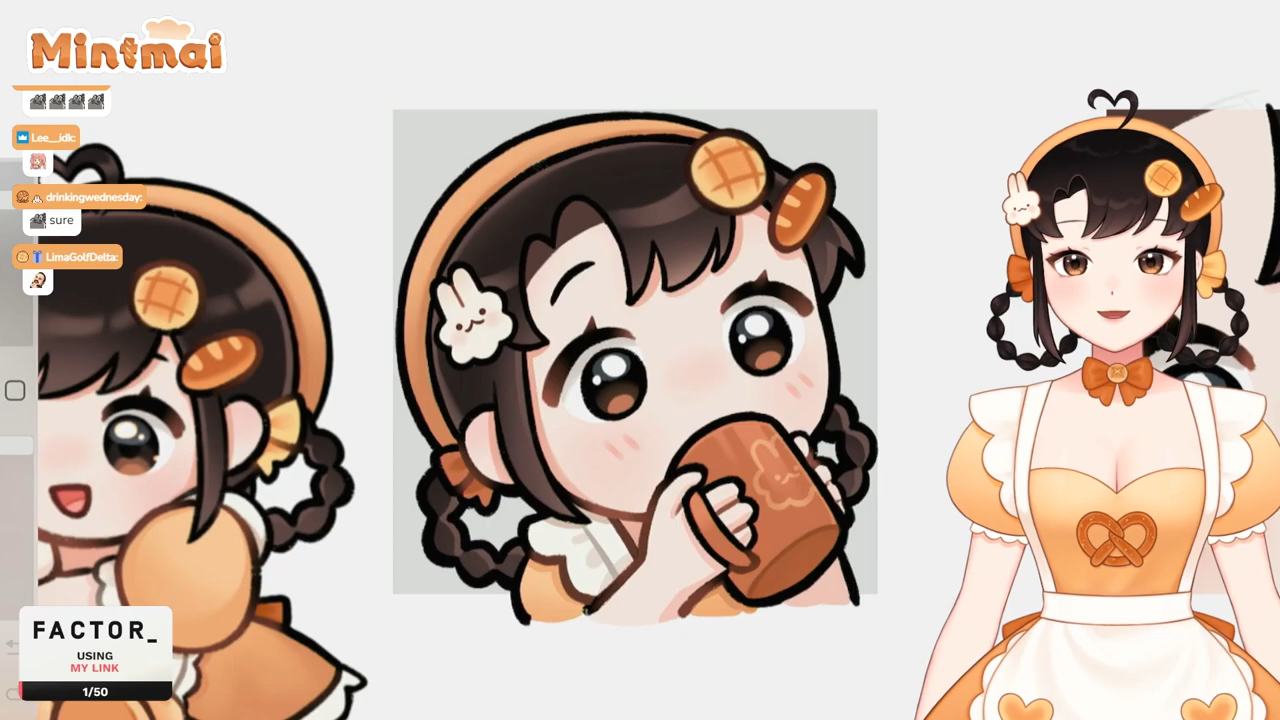 Mintmai
Lee__idk:
drinkingwednesday:
sure
LimaGolfDelta:
FACTOR_
USING
MY LINK
1/50